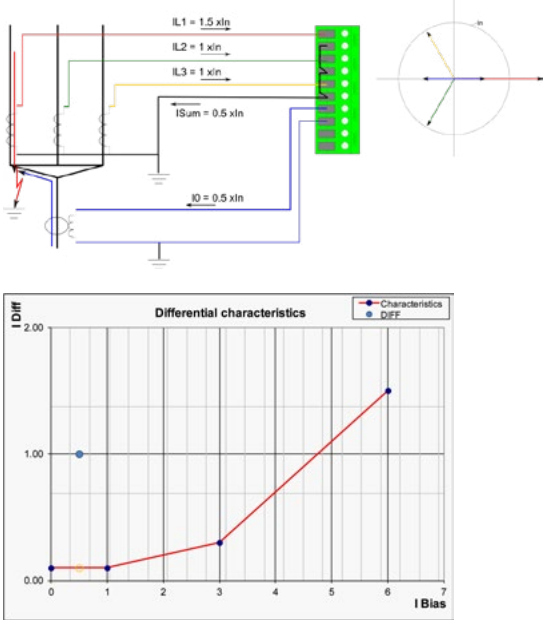 IL1 = 1.5 xIn
IL2 = 1 xIn
IL3 = 1 xIn
ISum = 0.5 xIn
I0 = 0.5 xIn
In
Differential characteristics
Characteristics
DIFF
I Diff
2.00
1.00
0.00
0 1 2 3 4 5 6 7
I Bias